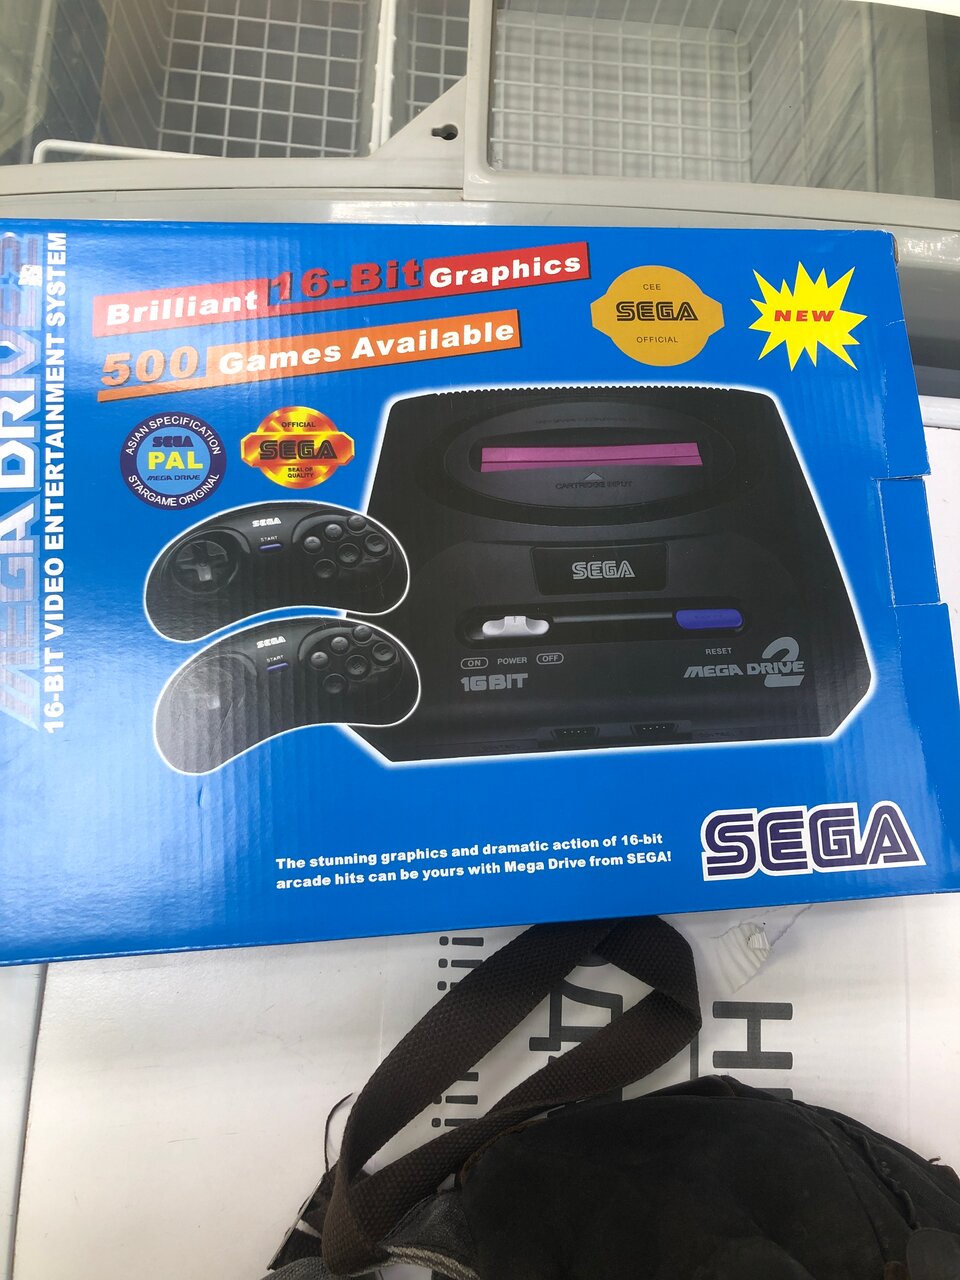 MEGA DRIVE 2
16-BIT VIDEO ENTERTAINMENT SYSTEM
Brilliant 16-Bit Graphics
500 Games Available
CEE
SEGA
OFFICIAL
NEW
ASIAN SPECIFICATION
SEGA
PAL
MEGA DRIVE
STARGAME ORIGINAL
OFFICIAL
SEGA
SEAL OF
QUALITY
CARTRIDGE INPUT
SEGA
START
SEGA
START
SEGA
ON POWER OFF
RESET
16BIT
MEGA DRIVE 2
The stunning graphics and dramatic action of 16-bit
arcade hits can be yours with Mega Drive from SEGA!
SEGA